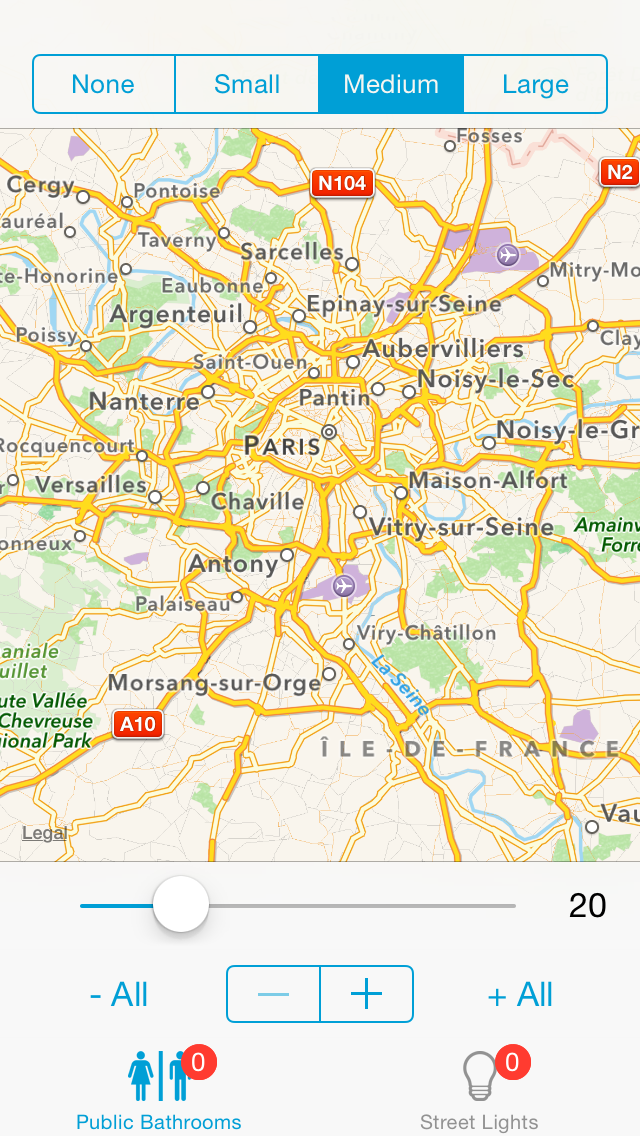 None Small Medium Large
Fosses
N104
N2
Cergy
Pontoise
auréal
Taverny
Sarcelles
te-Honorine
Eaubonne
Mitry-Mo
Argenteuil
Epinay-sur-Seine
Poissy
Clay
Saint-Ouen
Aubervilliers
Noisy-le-Sec
Nanterre
Pantin
PARIS
Noisy-le-Gr
Rocquencourt
r
Versailles
Chaville
Maison-Alfort
Vitry-sur-Seine
Amainv
Forre
onneux
Antony
Palaiseau
Viry-Châtillon
aniale
uillet
La Seine
Morsang-sur-Orge
ute Vallée
Chevreuse
ional Park
A10
ÎLE-DE-FRANCE
Vau
Legal
20
- All
+ All
0
0
Public Bathrooms
Street Lights